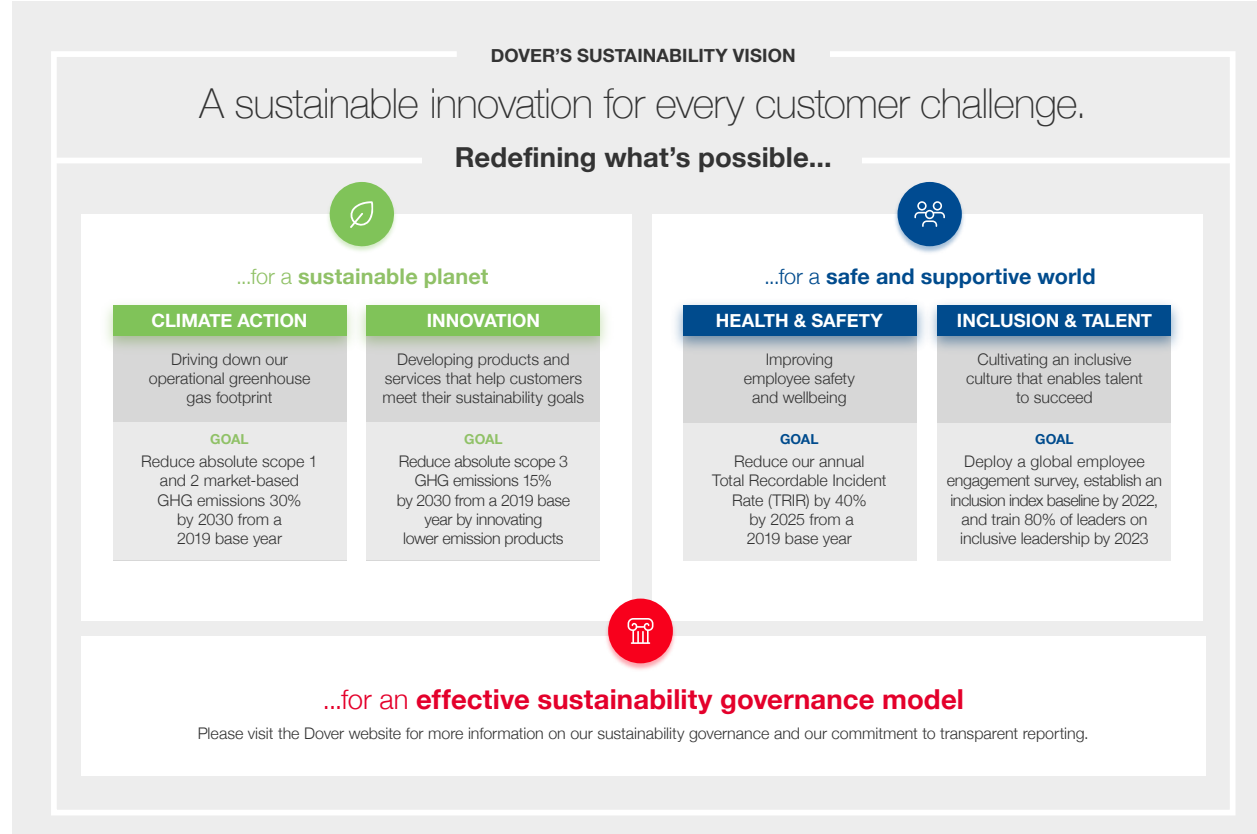 DOVER’S SUSTAINABILITY VISION
A sustainable innovation for every customer challenge.
Redefining what’s possible...
...for a sustainable planet
CLIMATE ACTION
Driving down our
operational greenhouse
gas footprint
GOAL
Reduce absolute scope 1
and 2 market-based
GHG emissions 30%
by 2030 from a
2019 base year
INNOVATION
Developing products and
services that help customers
meet their sustainability goals
GOAL
Reduce absolute scope 3
GHG emissions 15%
by 2030 from a 2019 base
year by innovating
lower emission products
...for a safe and supportive world
HEALTH & SAFETY
Improving
employee safety
and wellbeing
GOAL
Reduce our annual
Total Recordable Incident
Rate (TRIR) by 40%
by 2025 from a
2019 base year
INCLUSION & TALENT
Cultivating an inclusive
culture that enables talent
to succeed
GOAL
Deploy a global employee
engagement survey, establish an
inclusion index baseline by 2022,
and train 80% of leaders on
inclusive leadership by 2023
...for an effective sustainability governance model
Please visit the Dover website for more information on our sustainability governance and our commitment to transparent reporting.